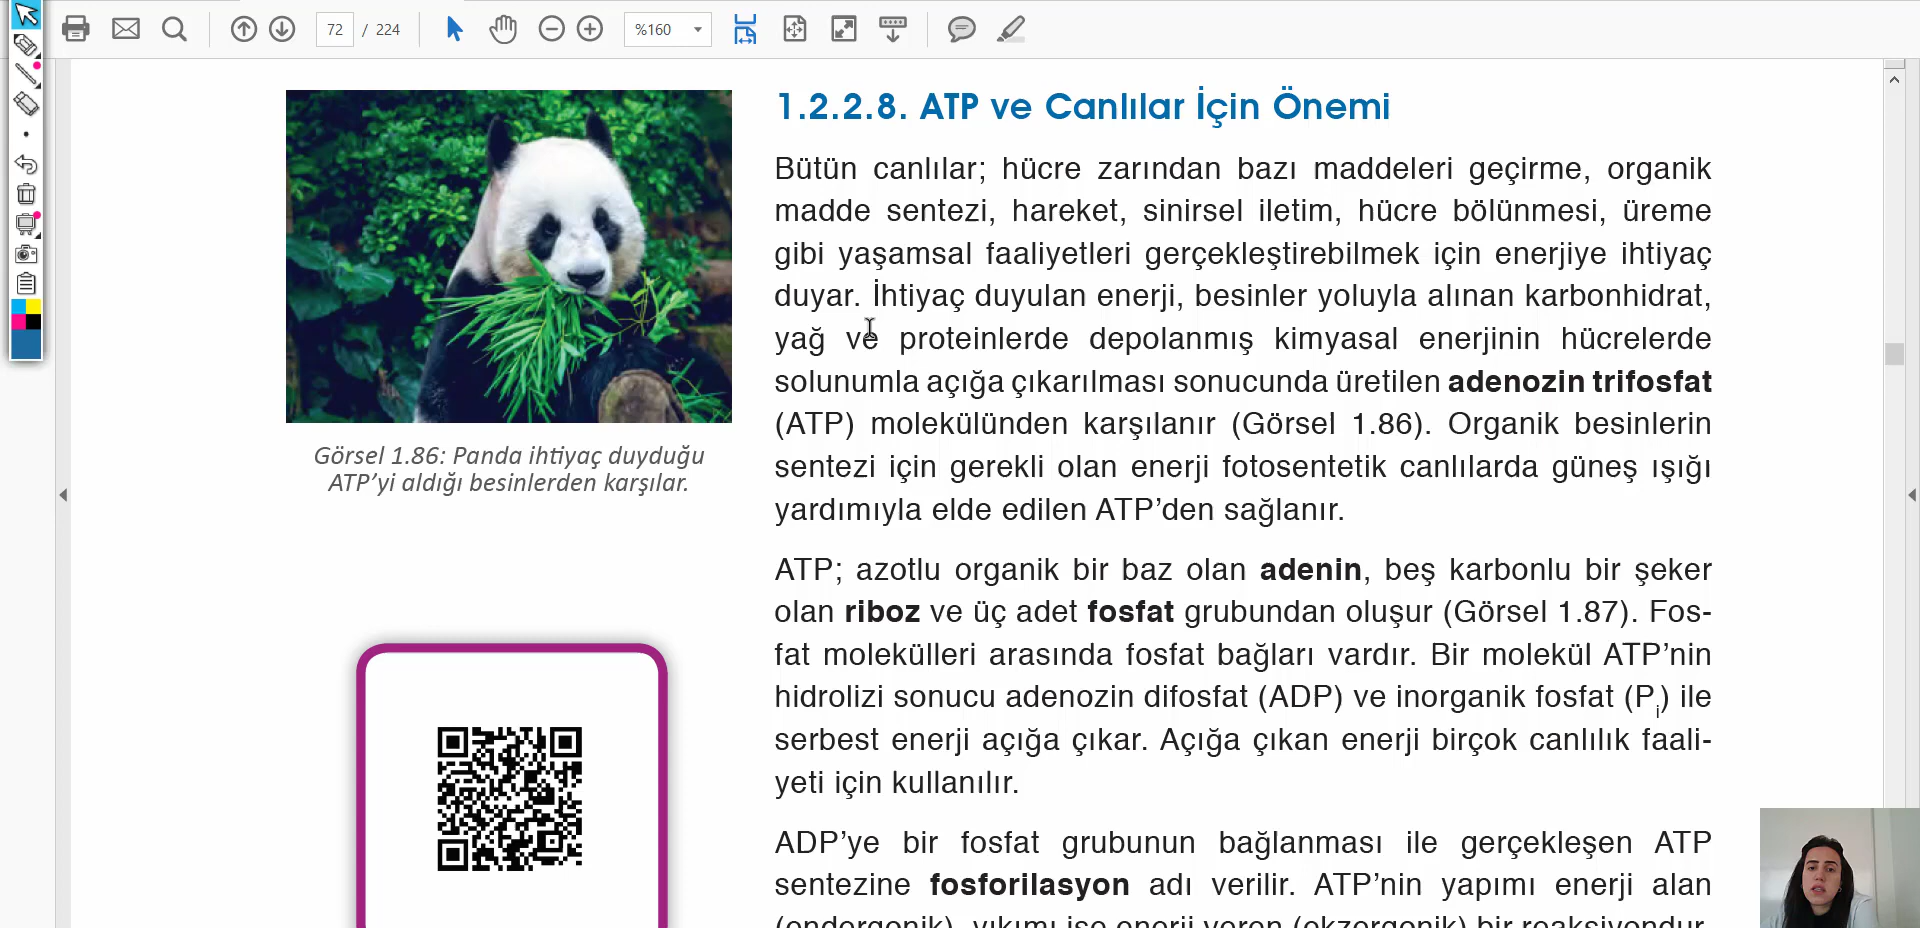 72 / 224
%160
1.2.2.8. ATP ve Canlılar İçin Önemi
Bütün canlılar; hücre zarından bazı maddeleri geçirme, organik
madde sentezi, hareket, sinirsel iletim, hücre bölünmesi, üreme
gibi yaşamsal faaliyetleri gerçekleştirebilmek için enerjiye ihtiyaç
duyar. İhtiyaç duyulan enerji, besinler yoluyla alınan karbonhidrat,
yağ ve proteinlerde depolanmış kimyasal enerjinin hücrelerde
solunumla açığa çıkarılması sonucunda üretilen adenozin trifosfat
(ATP) molekülünden karşılanır (Görsel 1.86). Organik besinlerin
sentezi için gerekli olan enerji fotosentetik canlılarda güneş ışığı
yardımıyla elde edilen ATP’den sağlanır.
Görsel 1.86: Panda ihtiyaç duyduğu
ATP’yi aldığı besinlerden karşılar.
ATP; azotlu organik bir baz olan adenin, beş karbonlu bir şeker
olan riboz ve üç adet fosfat grubundan oluşur (Görsel 1.87). Fos-
fat molekülleri arasında fosfat bağları vardır. Bir molekül ATP’nin
hidrolizi sonucu adenozin difosfat (ADP) ve inorganik fosfat (Pi) ile
serbest enerji açığa çıkar. Açığa çıkan enerji birçok canlılık faali-
yeti için kullanılır.
ADP’ye bir fosfat grubunun bağlanması ile gerçekleşen ATP
sentezine fosforilasyon adı verilir. ATP’nin yapımı enerji alan
(endergonik), yıkımı ise enerji veren (ekzergonik) bir reaksiyondur.